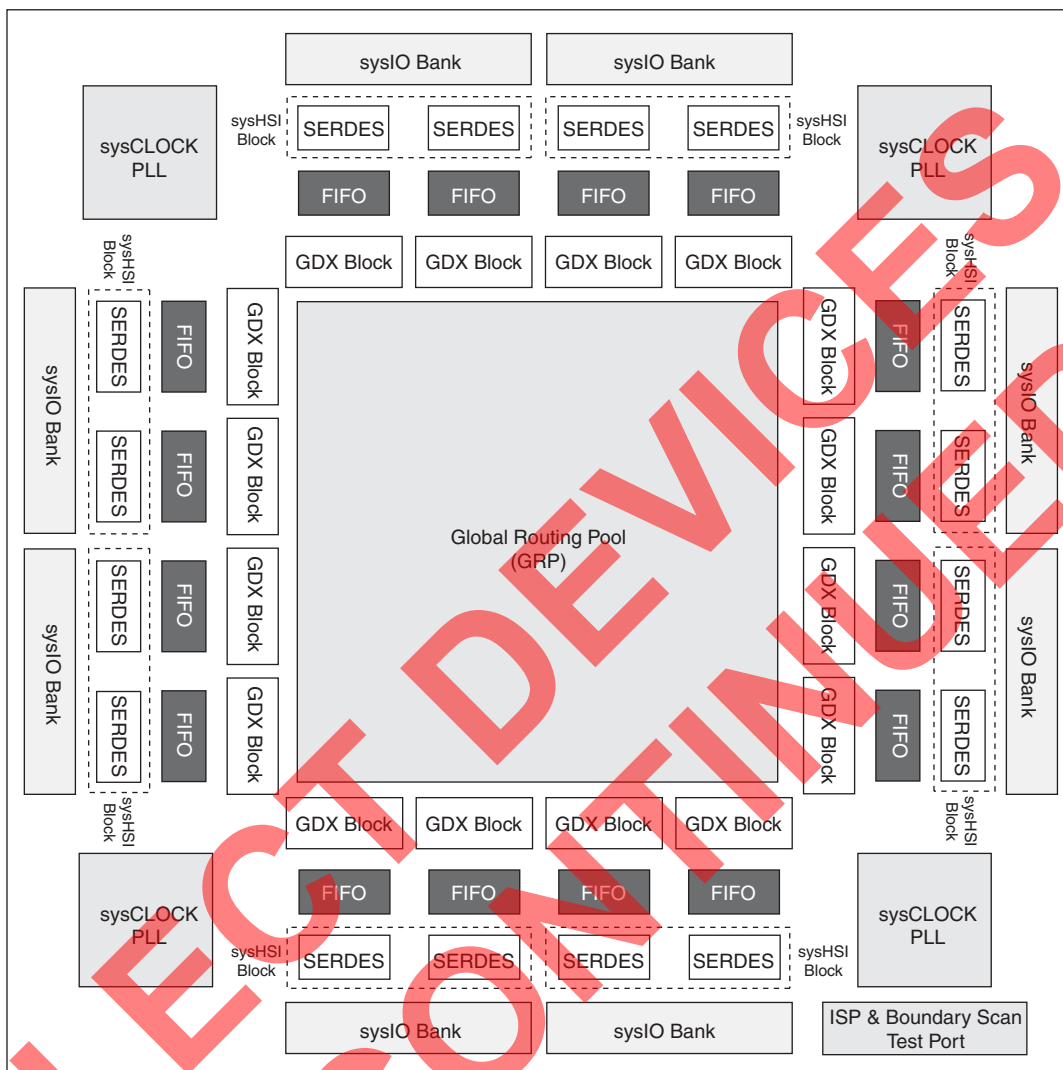 sysIO Bank
sysIO Bank
sysCLOCK
PLL
sysHSI
Block
SERDES
SERDES
SERDES
SERDES
sysHSI
Block
sysCLOCK
PLL
FIFO
FIFO
FIFO
FIFO
GDX Block
GDX Block
GDX Block
GDX Block
sysHSI
Block
sysHSI
Block
sysIO Bank
SERDES
FIFO
GDX Block
GDX Block
FIFO
SERDES
sysIO Bank
SERDES
FIFO
GDX Block
GDX Block
FIFO
SERDES
Global Routing Pool
(GRP)
sysIO Bank
SERDES
FIFO
GDX Block
GDX Block
FIFO
SERDES
sysIO Bank
SERDES
FIFO
GDX Block
GDX Block
FIFO
SERDES
sysHSI
Block
sysHSI
Block
GDX Block
GDX Block
GDX Block
GDX Block
sysCLOCK
PLL
FIFO
FIFO
FIFO
FIFO
sysCLOCK
PLL
sysHSI
Block
SERDES
SERDES
SERDES
SERDES
sysHSI
Block
sysIO Bank
sysIO Bank
ISP & Boundary Scan
Test Port
DEVICES